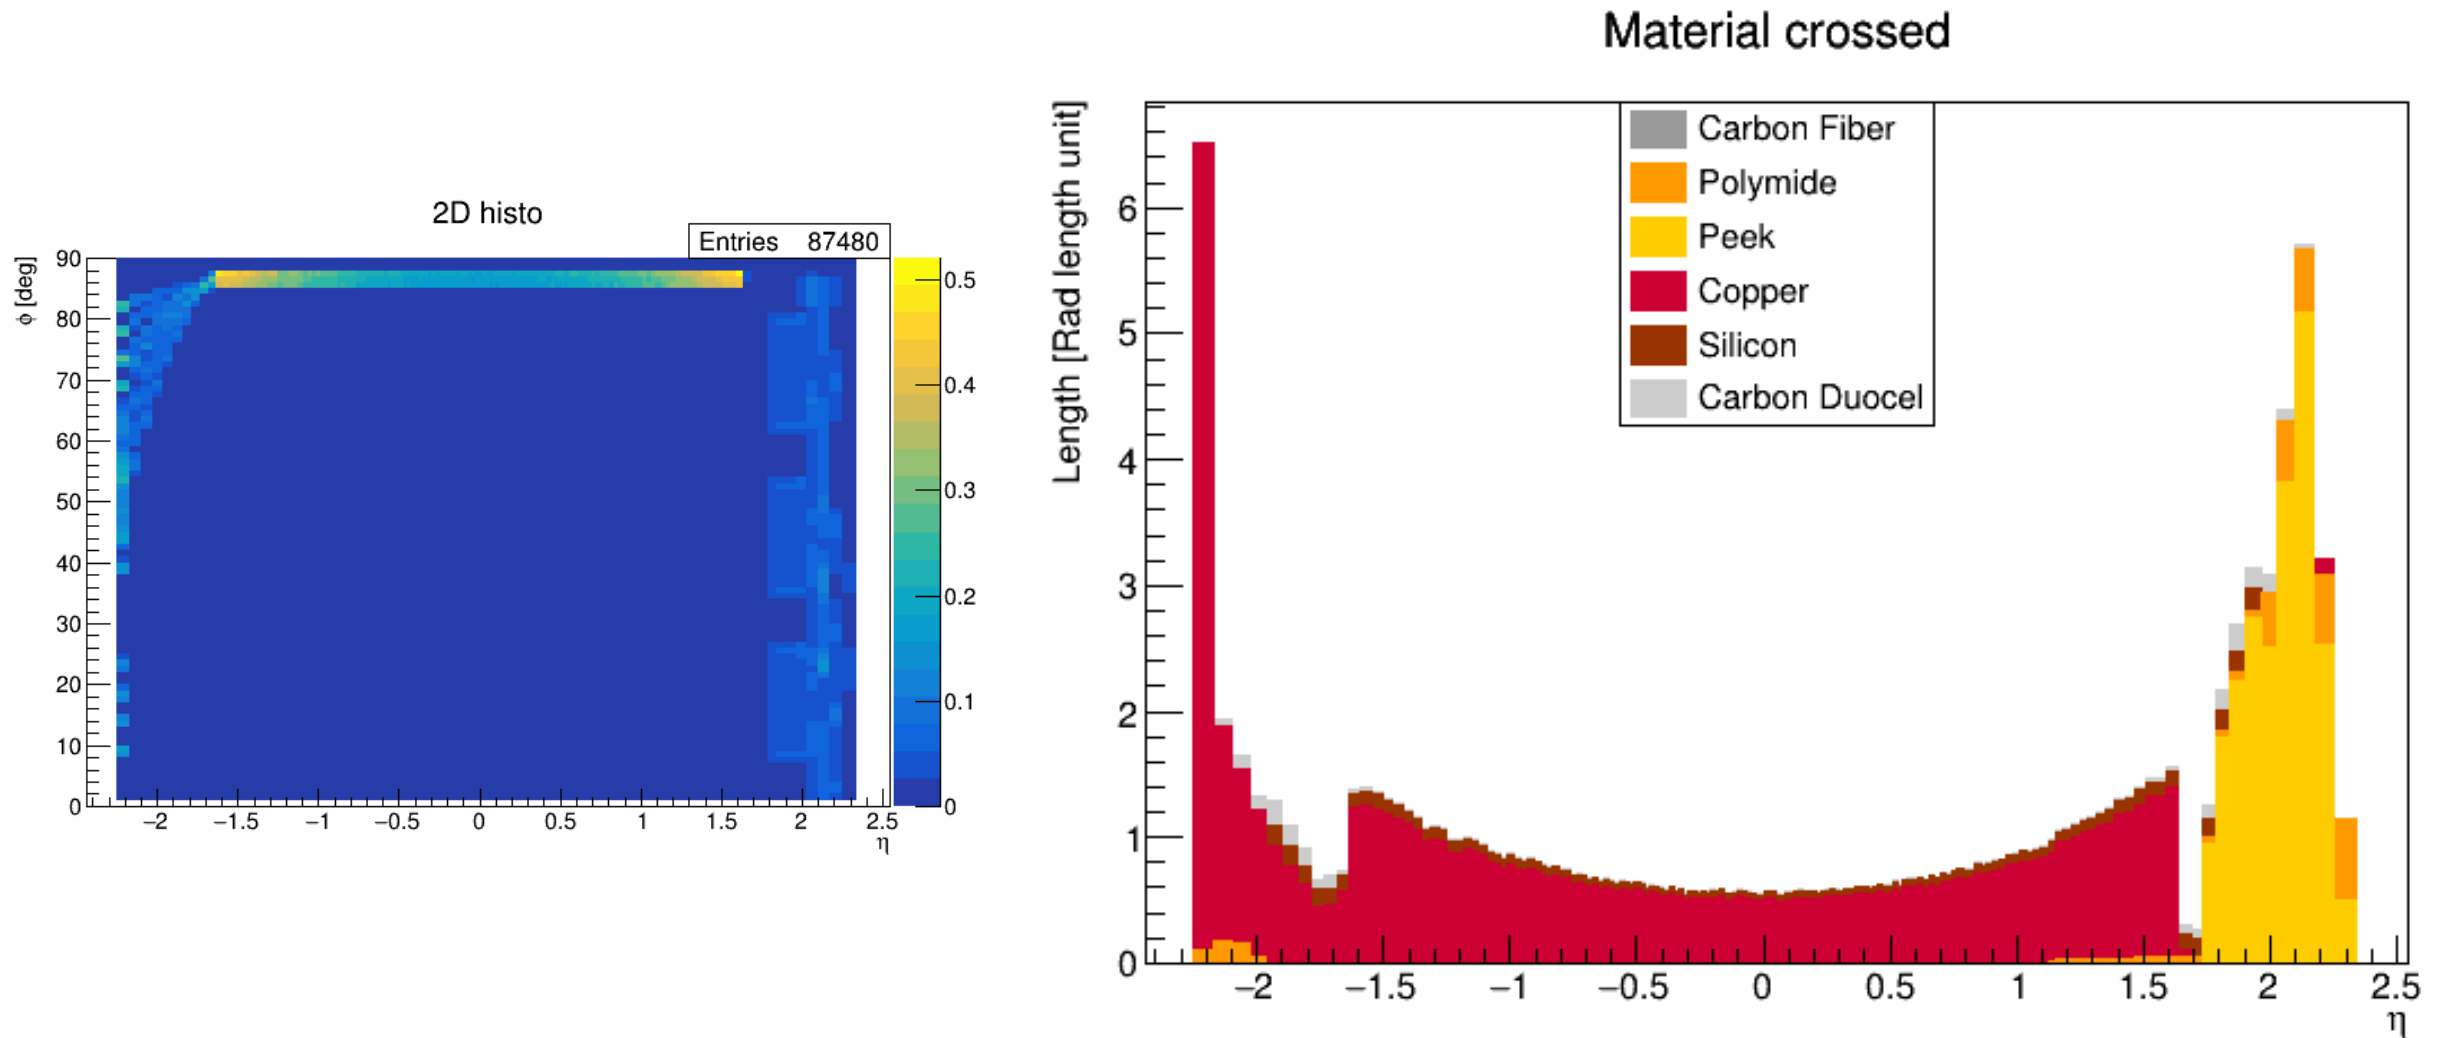 2D histo
Entries 87480
φ [deg]
90
80
70
60
50
40
30
20
10
0
−2 −1.5 −1 −0.5 0 0.5 1 1.5 2 2.5
η
0.5
0.4
0.3
0.2
0.1
0
Material crossed
Length [Rad length unit]
6
5
4
3
2
1
0
Carbon Fiber
Polymide
Peek
Copper
Silicon
Carbon Duocel
−2 −1.5 −1 −0.5 0 0.5 1 1.5 2 2.5
η